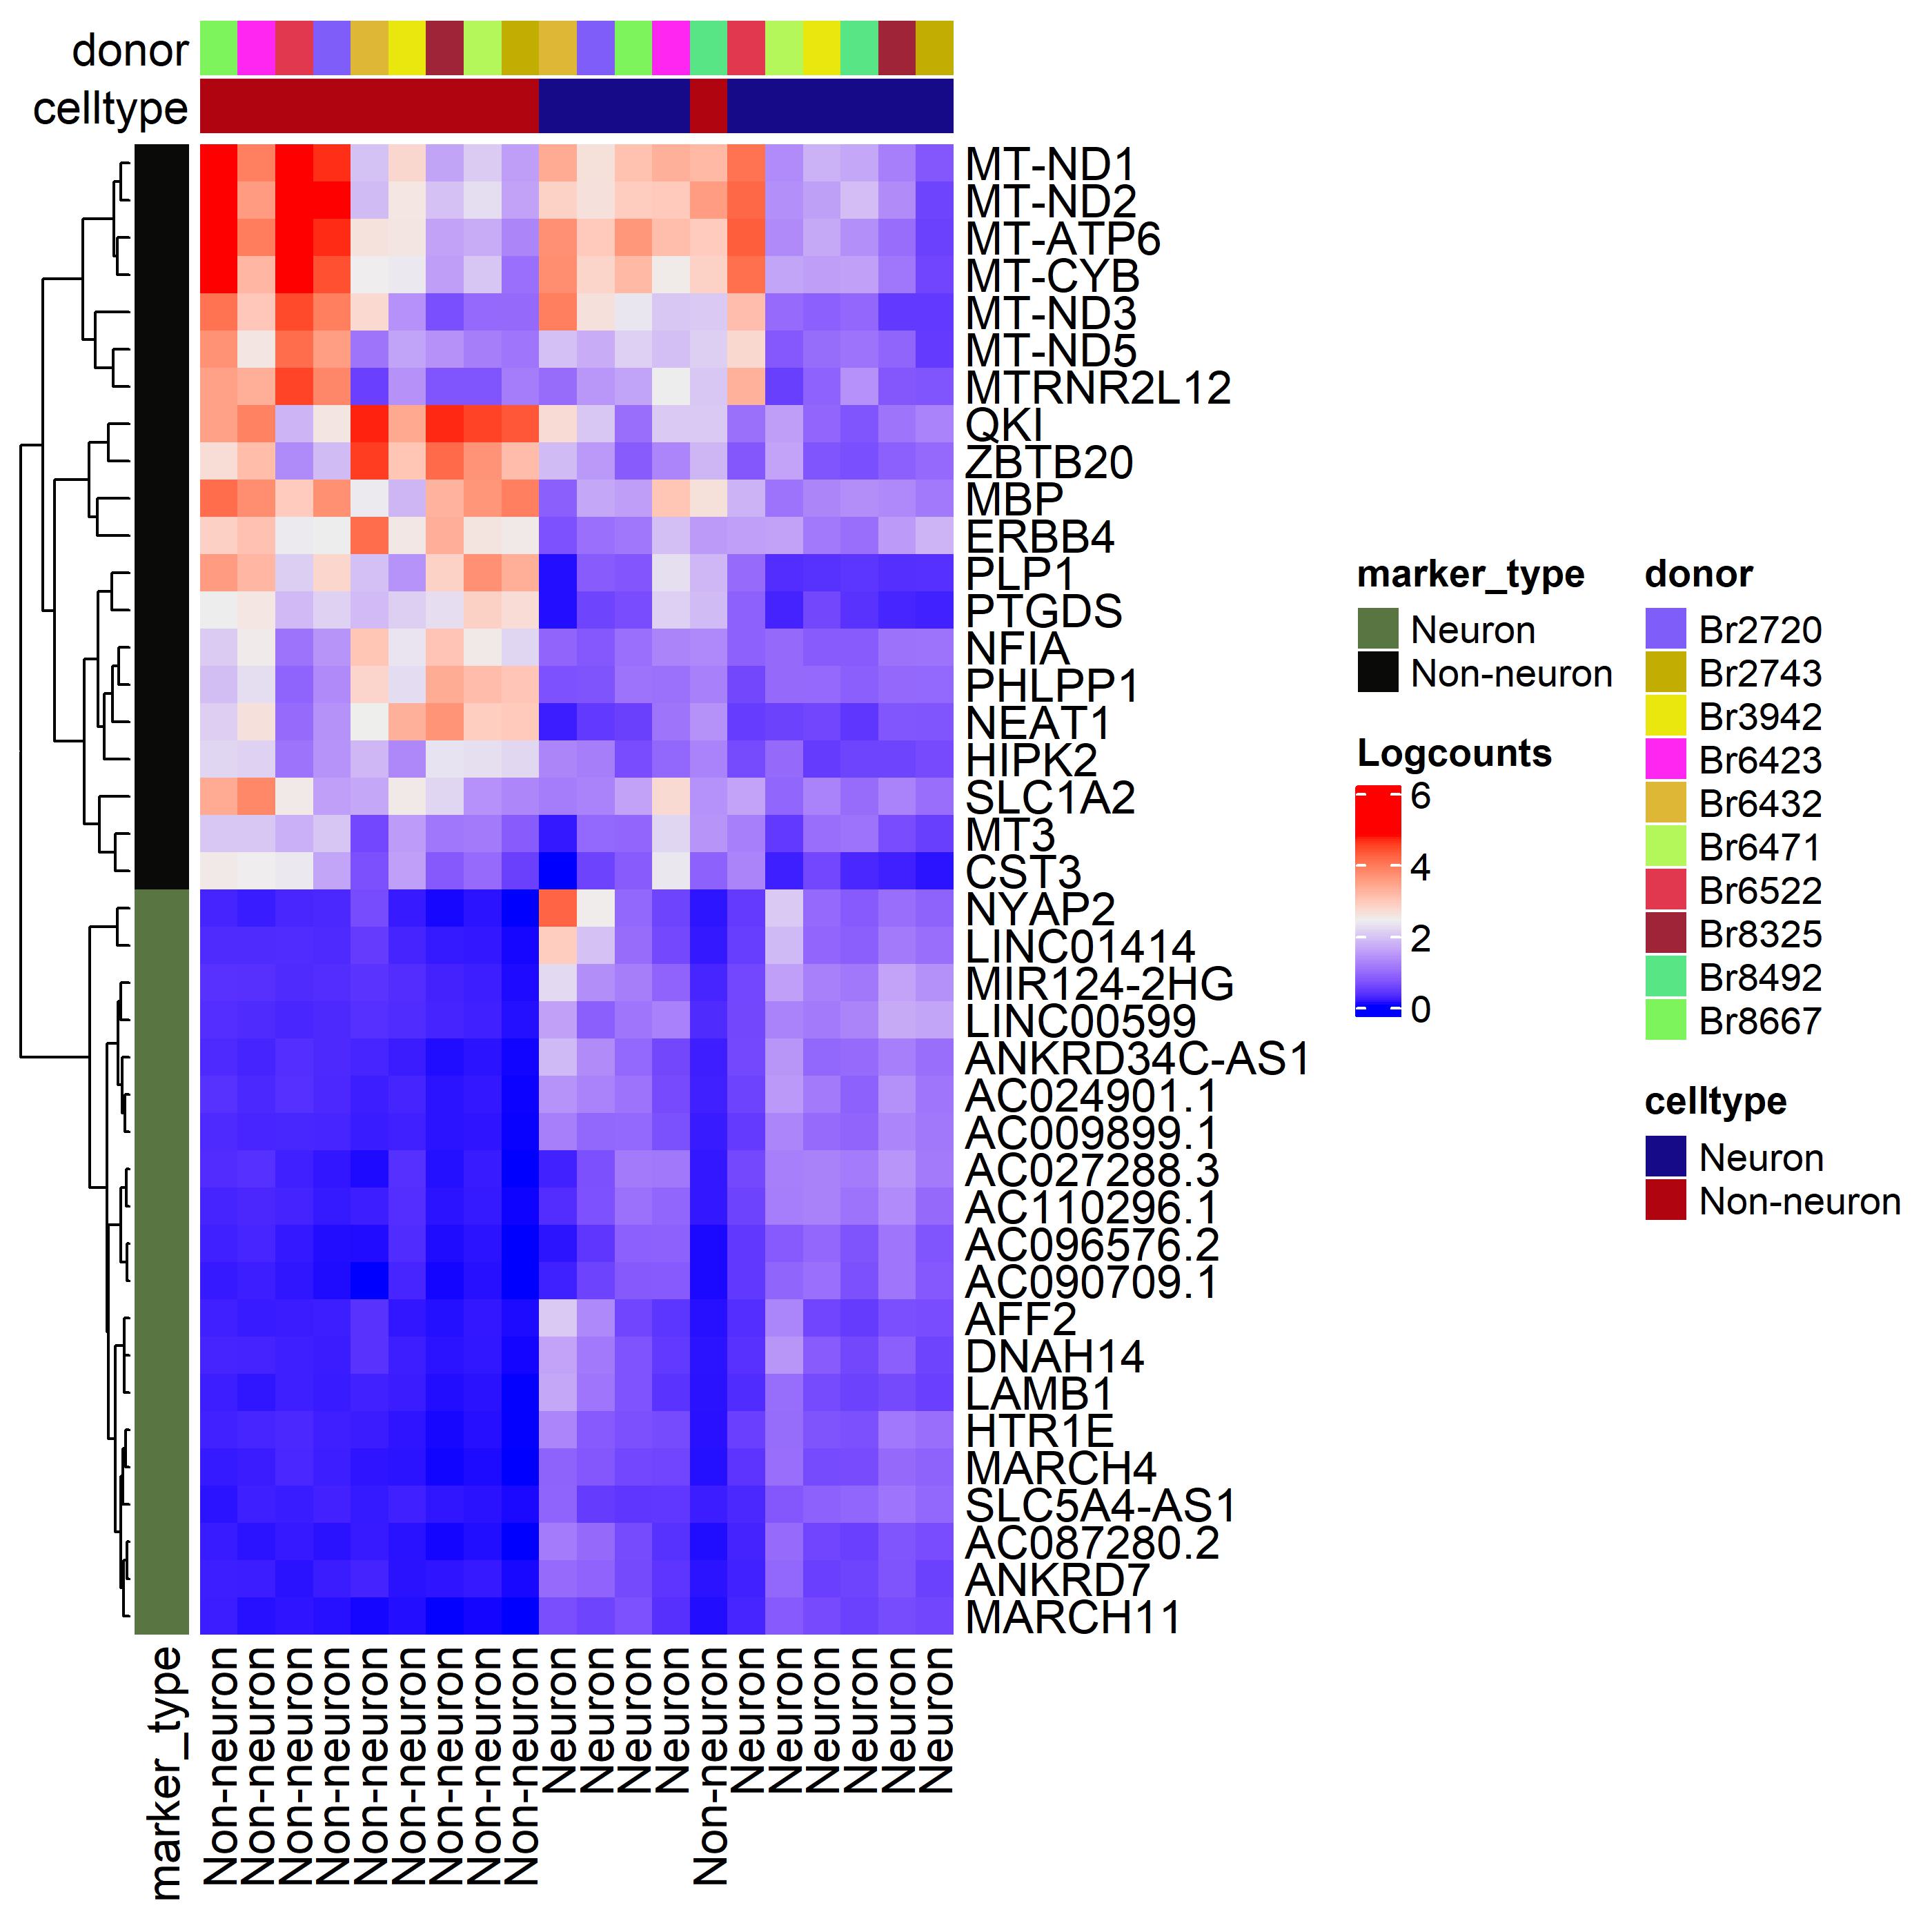 donor
celltype
MT-ND1
MT-ND2
MT-ATP6
MT-CYB
MT-ND3
MT-ND5
MTRNR2L12
QKI
ZBTB20
MBP
ERBB4
PLP1
PTGDS
NFIA
PHLPP1
NEAT1
HIPK2
SLC1A2
MT3
CST3
NYAP2
LINC01414
MIR124-2HG
LINC00599
ANKRD34C-AS1
AC024901.1
AC009899.1
AC027288.3
AC110296.1
AC096576.2
AC090709.1
AFF2
DNAH14
LAMB1
HTR1E
MARCH4
SLC5A4-AS1
AC087280.2
ANKRD7
MARCH11
marker_type
Non-neuron
Non-neuron
Non-neuron
Non-neuron
Non-neuron
Non-neuron
Non-neuron
Non-neuron
Non-neuron
Neuron
Neuron
Neuron
Neuron
Non-neuron
Neuron
Neuron
Neuron
Neuron
Neuron
Neuron
marker_type
Neuron
Non-neuron
Logcounts
6
4
2
0
donor
Br2720
Br2743
Br3942
Br6423
Br6432
Br6471
Br6522
Br8325
Br8492
Br8667
celltype
Neuron
Non-neuron